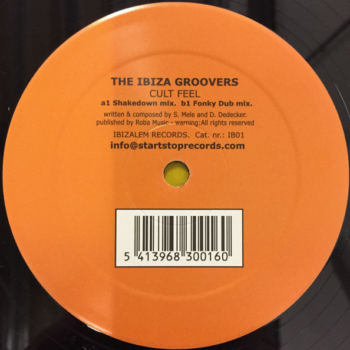 THE IBIZA GROOVERS
CULT FEEL
a1 Shakedown mix. b1 Fonky Dub mix.
written & composed by S. Mele and D. Dedecker.
published by Roba Music - warning:All rights reserved
IBIZALEM RECORDS. Cat. nr.: IB01
info@startstoprecords.com
5 413968 300160